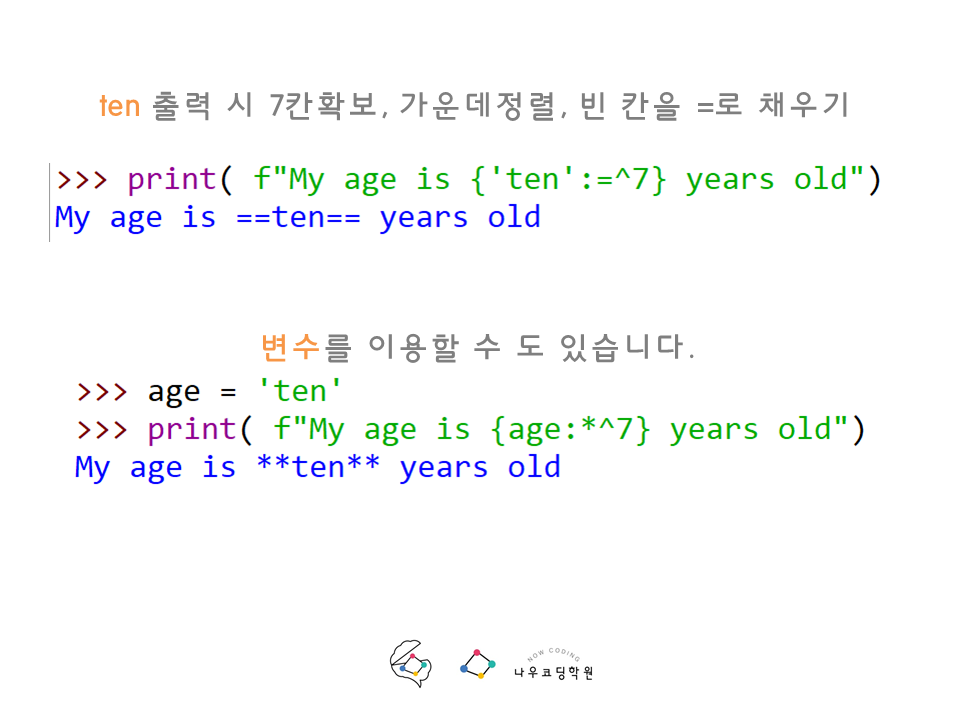 ten 출력 시 7칸확보, 가운데정렬, 빈 칸을 =로 채우기
>>> print( f"My age is {'ten':=^7} years old")
My age is ==ten== years old
변수를 이용할 수 도 있습니다.
>>> age = 'ten'
>>> print( f"My age is {age:*^7} years old")
My age is **ten** years old
NOW CODING
나우코딩학원